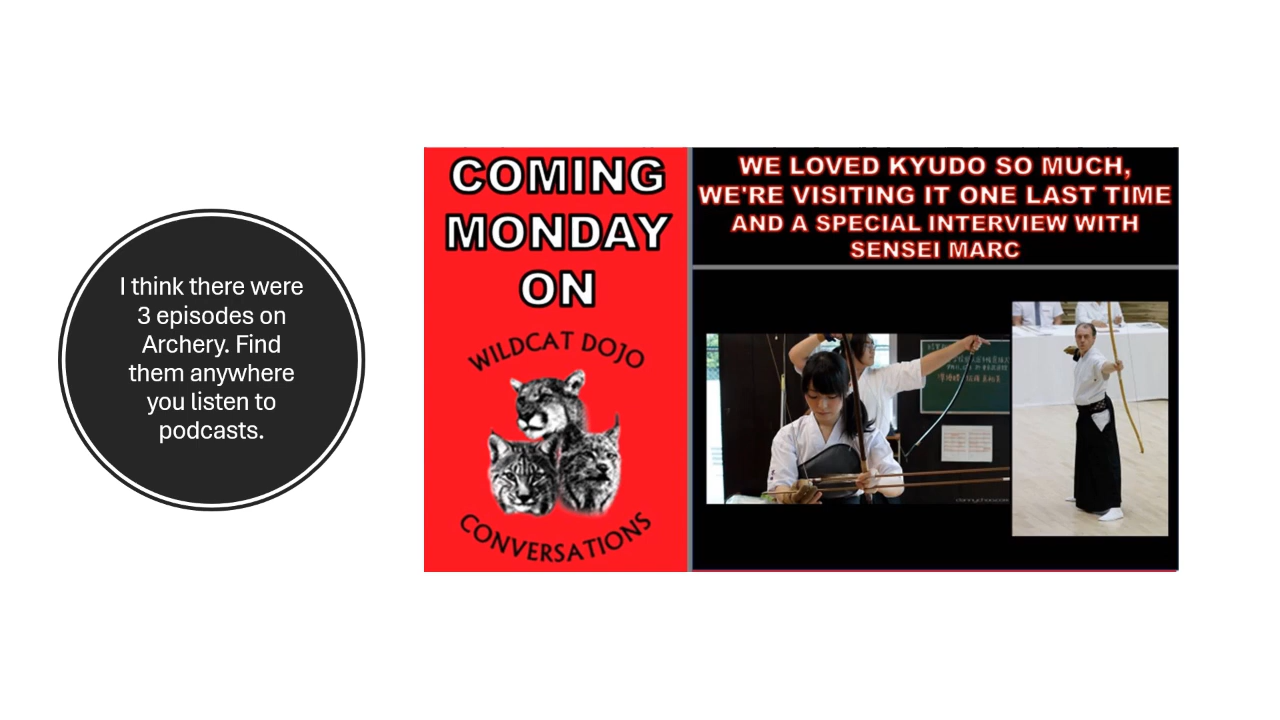 I think there were
3 episodes on
Archery. Find
them anywhere
you listen to
podcasts.
COMING
MONDAY
ON
WILDCAT DOJO
CONVERSATIONS
WE LOVED KYUDO SO MUCH,
WE'RE VISITING IT ONE LAST TIME
AND A SPECIAL INTERVIEW WITH
SENSEI MARC